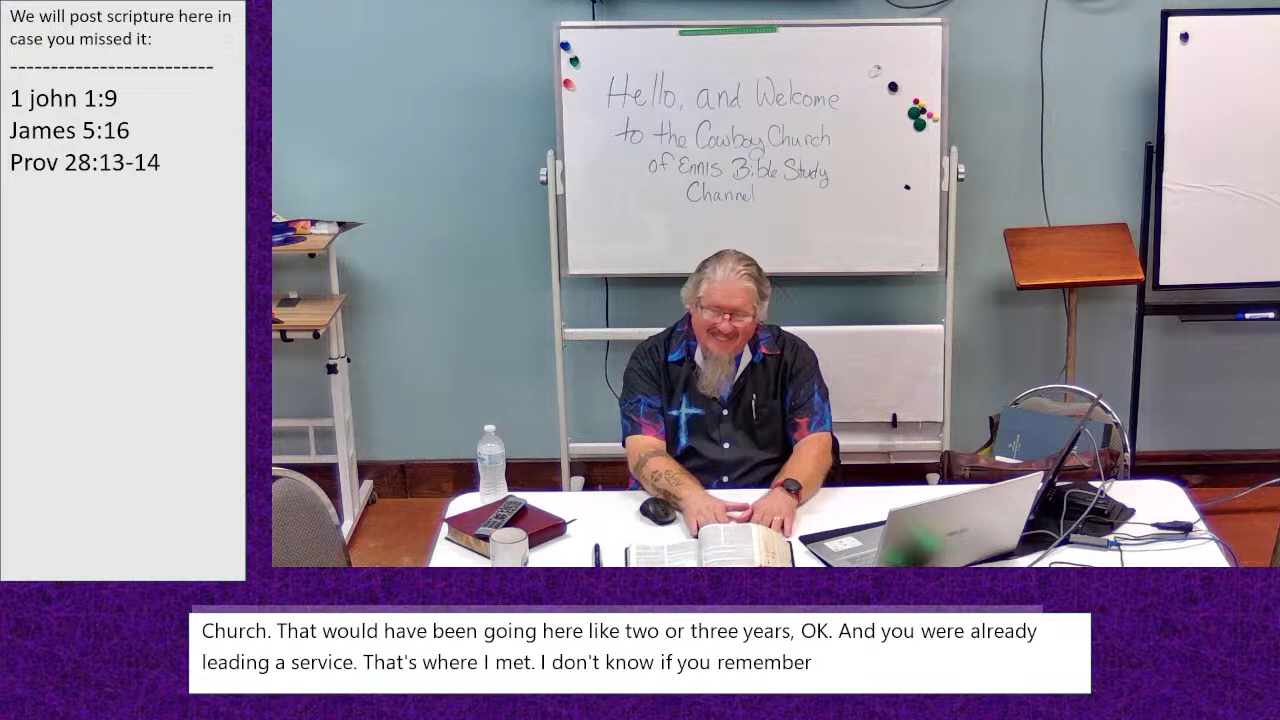 We will post scripture here in
case you missed it:
-------------------------
1 john 1:9
James 5:16
Prov 28:13-14
Hello, and Welcome
to the Cowboy Church
of Ennis Bible Study
Channel
Church. That would have been going here like two or three years, OK. And you were already
leading a service. That's where I met. I don't know if you remember